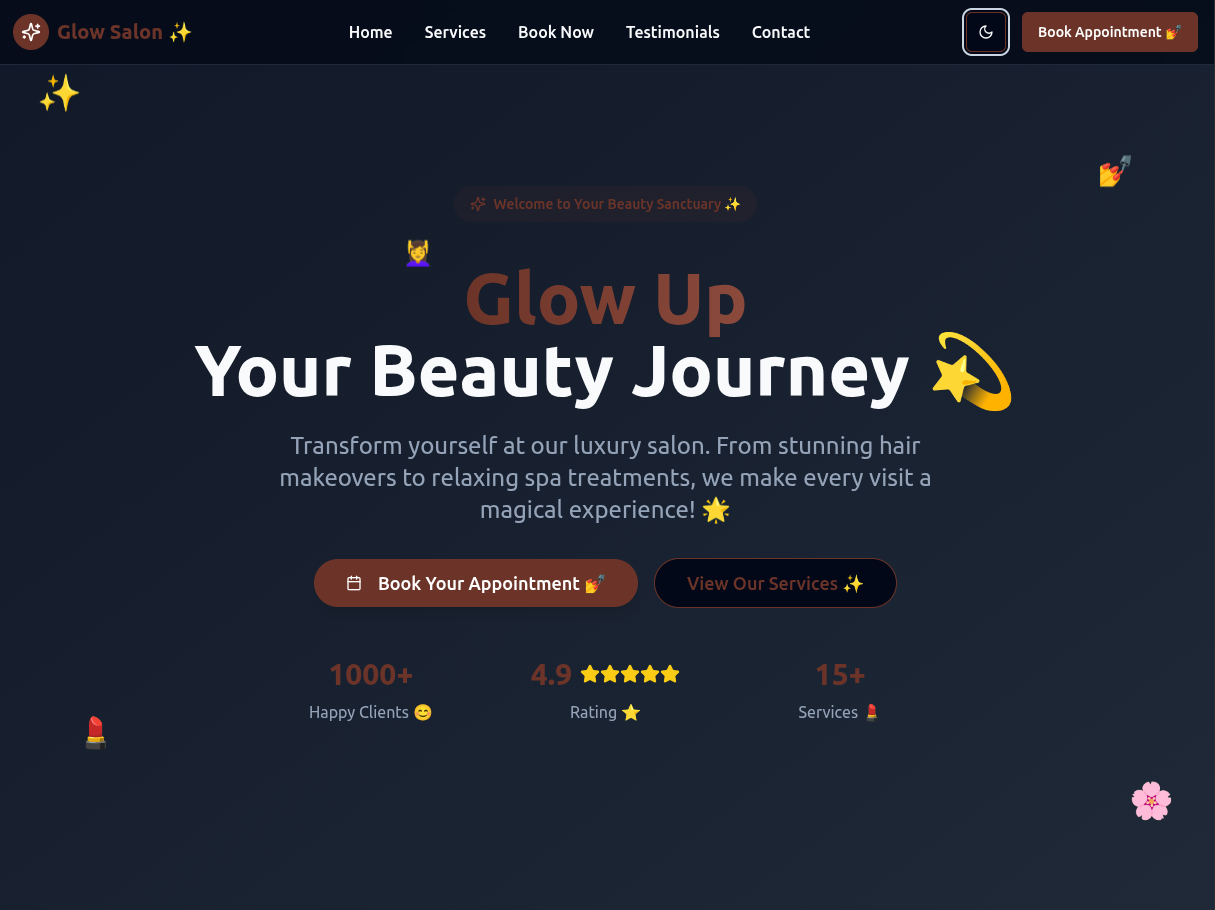 Glow Salon ✨
Home
Services
Book Now
Testimonials
Contact
Book Appointment 💅
Welcome to Your Beauty Sanctuary ✨
Glow Up
Your Beauty Journey 💫
Transform yourself at our luxury salon. From stunning hair
makeovers to relaxing spa treatments, we make every visit a
magical experience! 🌟
Book Your Appointment 💅
View Our Services ✨
1000+
Happy Clients 😊
4.9
Rating ⭐
15+
Services 💄